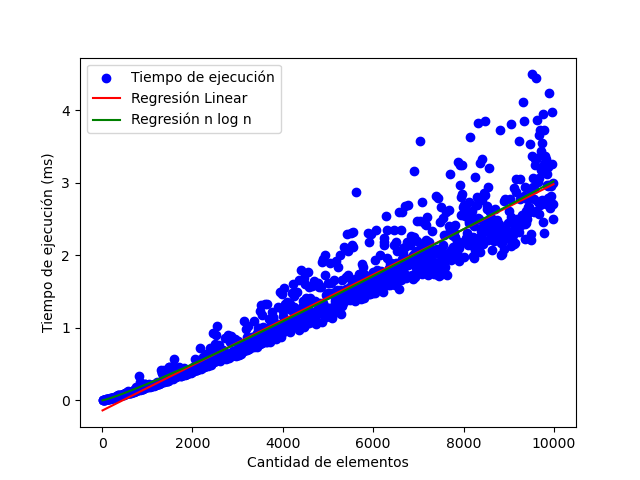 Tiempo de ejecución
Regresión Linear
Regresión n log n
Tiempo de ejecución (ms)
4
3
2
1
0
0 2000 4000 6000 8000 10000
Cantidad de elementos